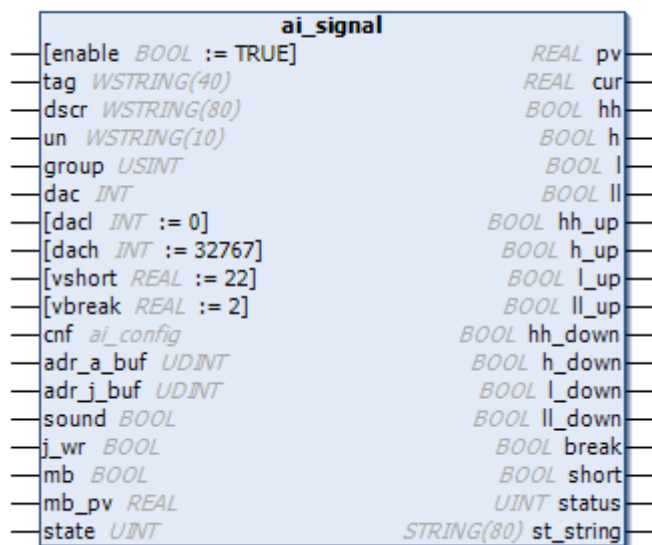 ai_signal
[enable BOOL := TRUE] REAL pv
tag WSTRING(40) REAL cur
dscr WSTRING(80) BOOL hh
un WSTRING(10) BOOL h
group USINT BOOL l
dac INT BOOL ll
[dacl INT := 0] BOOL hh_up
[dach INT := 32767] BOOL h_up
[vshort REAL := 22] BOOL l_up
[vbreak REAL := 2] BOOL ll_up
cnf ai_config BOOL hh_down
adr_a_buf UDINT BOOL h_down
adr_j_buf UDINT BOOL l_down
sound BOOL BOOL ll_down
j_wr BOOL BOOL break
mb BOOL BOOL short
mb_pv REAL UINT status
state UINT STRING(80) st_string